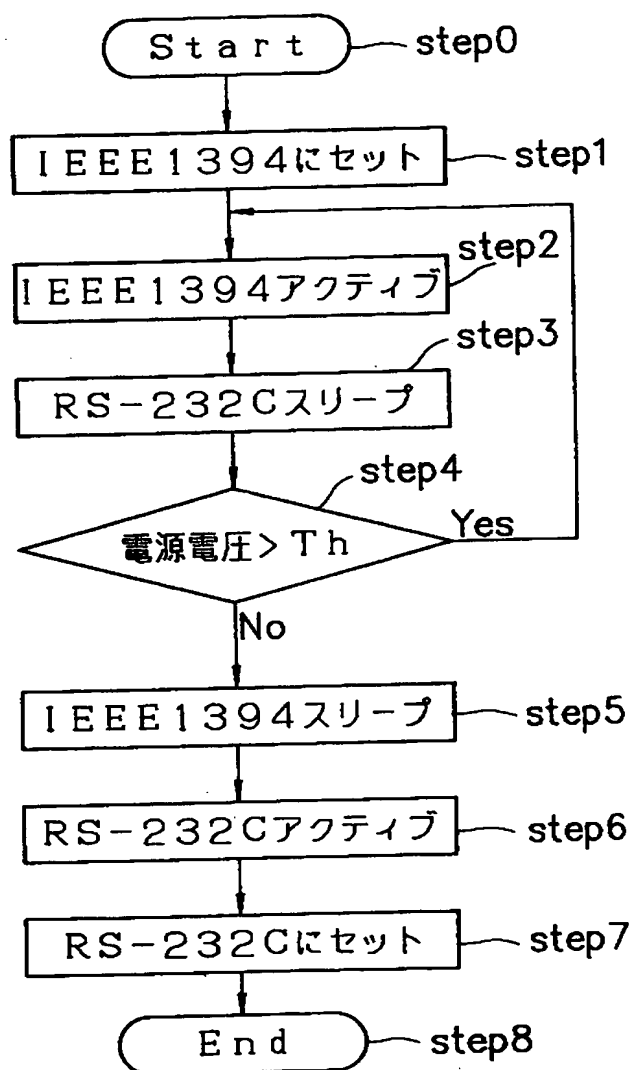 Ｓｔａｒｔ step0
ＩＥＥＥ１３９４にセット step1
ＩＥＥＥ１３９４アクティブ step2
ＲＳ－２３２Ｃスリープ step3
電源電圧＞Ｔｈ step4
Yes
No
ＩＥＥＥ１３９４スリープ step5
ＲＳ－２３２Ｃアクティブ step6
ＲＳ－２３２Ｃにセット step7
Ｅｎｄ step8